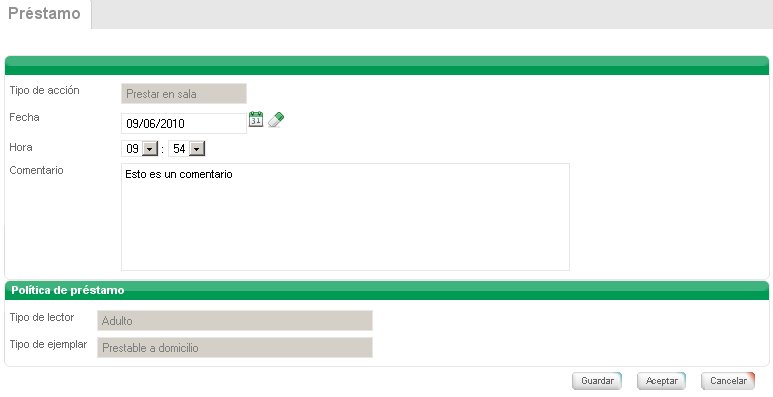 Préstamo
Tipo de acción Prestar en sala
Fecha 09/06/2010 31
Hora 09 : 54
Comentario Esto es un comentario
Política de préstamo
Tipo de lector Adulto
Tipo de ejemplar Prestable a domicilio
Guardar Aceptar Cancelar